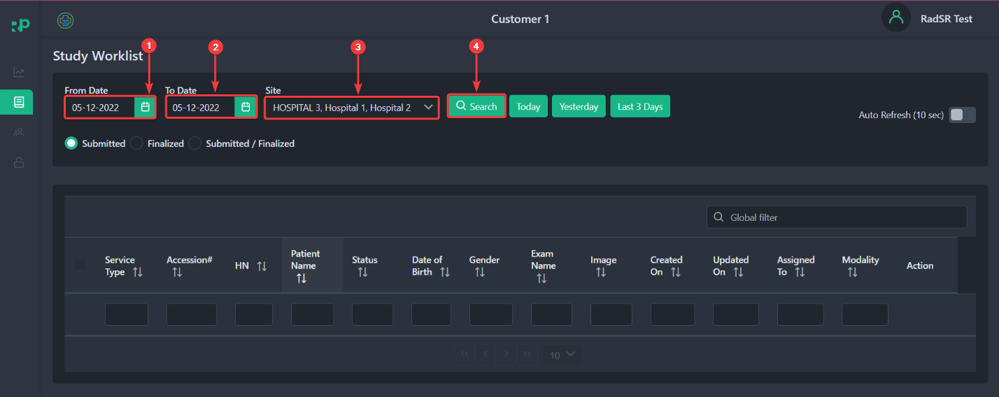 Rp
Customer 1
RadSR Test
Study Worklist
1
2
3
4
From Date
To Date
Site
05-12-2022
05-12-2022
HOSPITAL 3, Hospital 1, Hospital 2
Search
Today
Yesterday
Last 3 Days
Auto Refresh (10 sec)
Submitted
Finalized
Submitted / Finalized
Global filter
Service
Type
Accession#
HN
Patient
Name
Status
Date of
Birth
Gender
Exam
Name
Image
Created
On
Updated
On
Assigned
To
Modality
Action
10